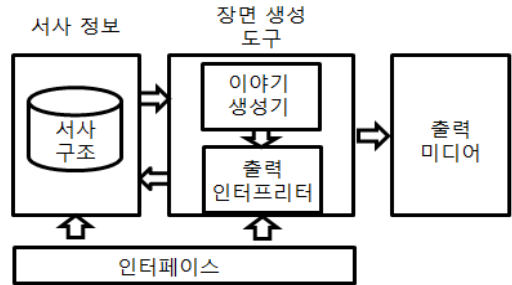 서사 정보
장면 생성
도구
서사
구조
이야기
생성기
출력
인터프리터
출력
미디어
인터페이스